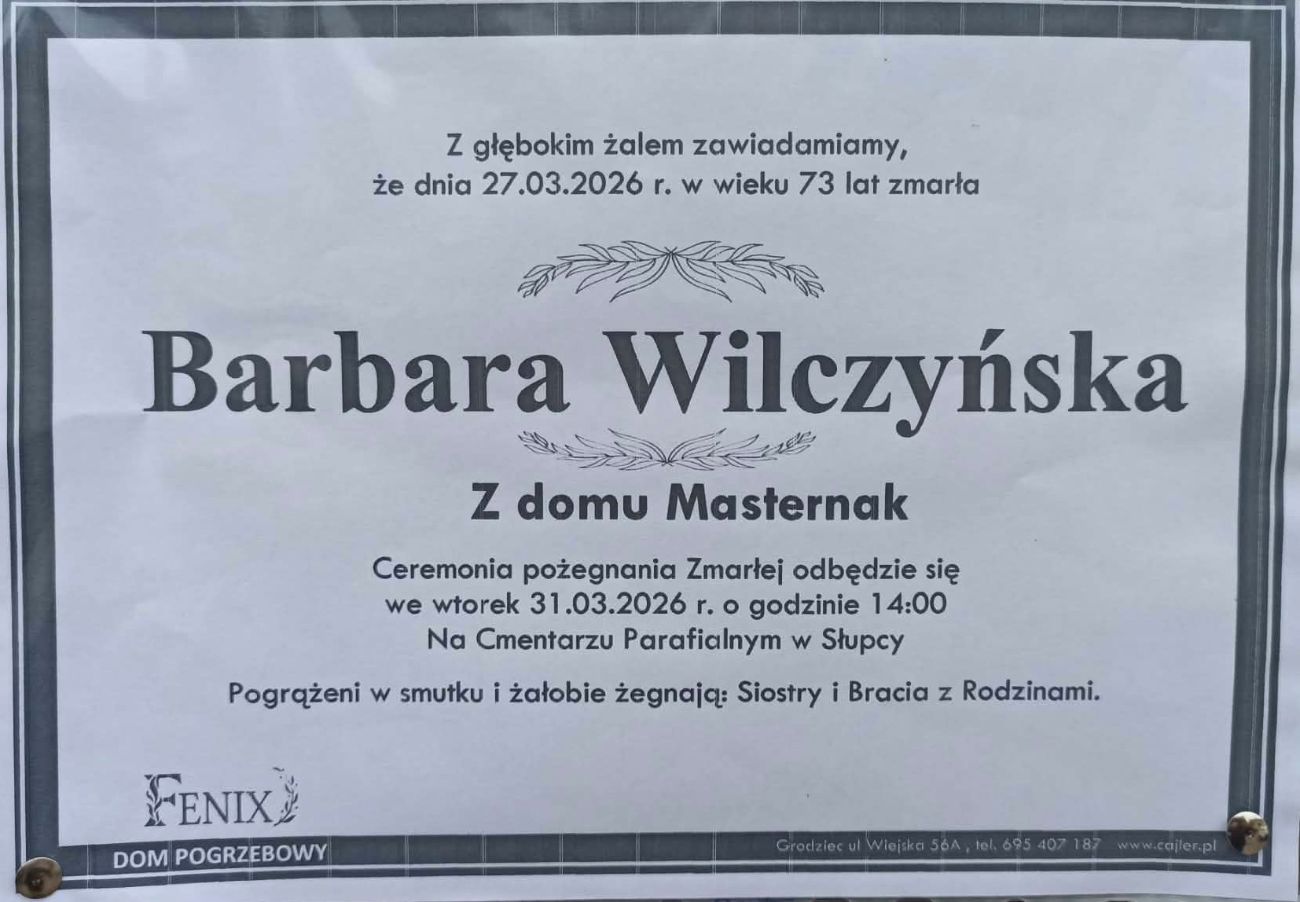 Z głębokim żalem zawiadamiamy,
że dnia 27.03.2026 r. w wieku 73 lat zmarła
Barbara Wilczyńska
Z domu Masternak
Ceremonia pożegnania Zmarłej odbędzie się
we wtorek 31.03.2026 r. o godzinie 14:00
Na Cmentarzu Parafialnym w Słupcy
Pogrążeni w smutku i żałobie żegnają: Siostry i Bracia z Rodzinami.
FENIX
DOM POGRZEBOWY
Grodziec ul Wiejska 56A , tel. 695 407 187 www.cajler.pl